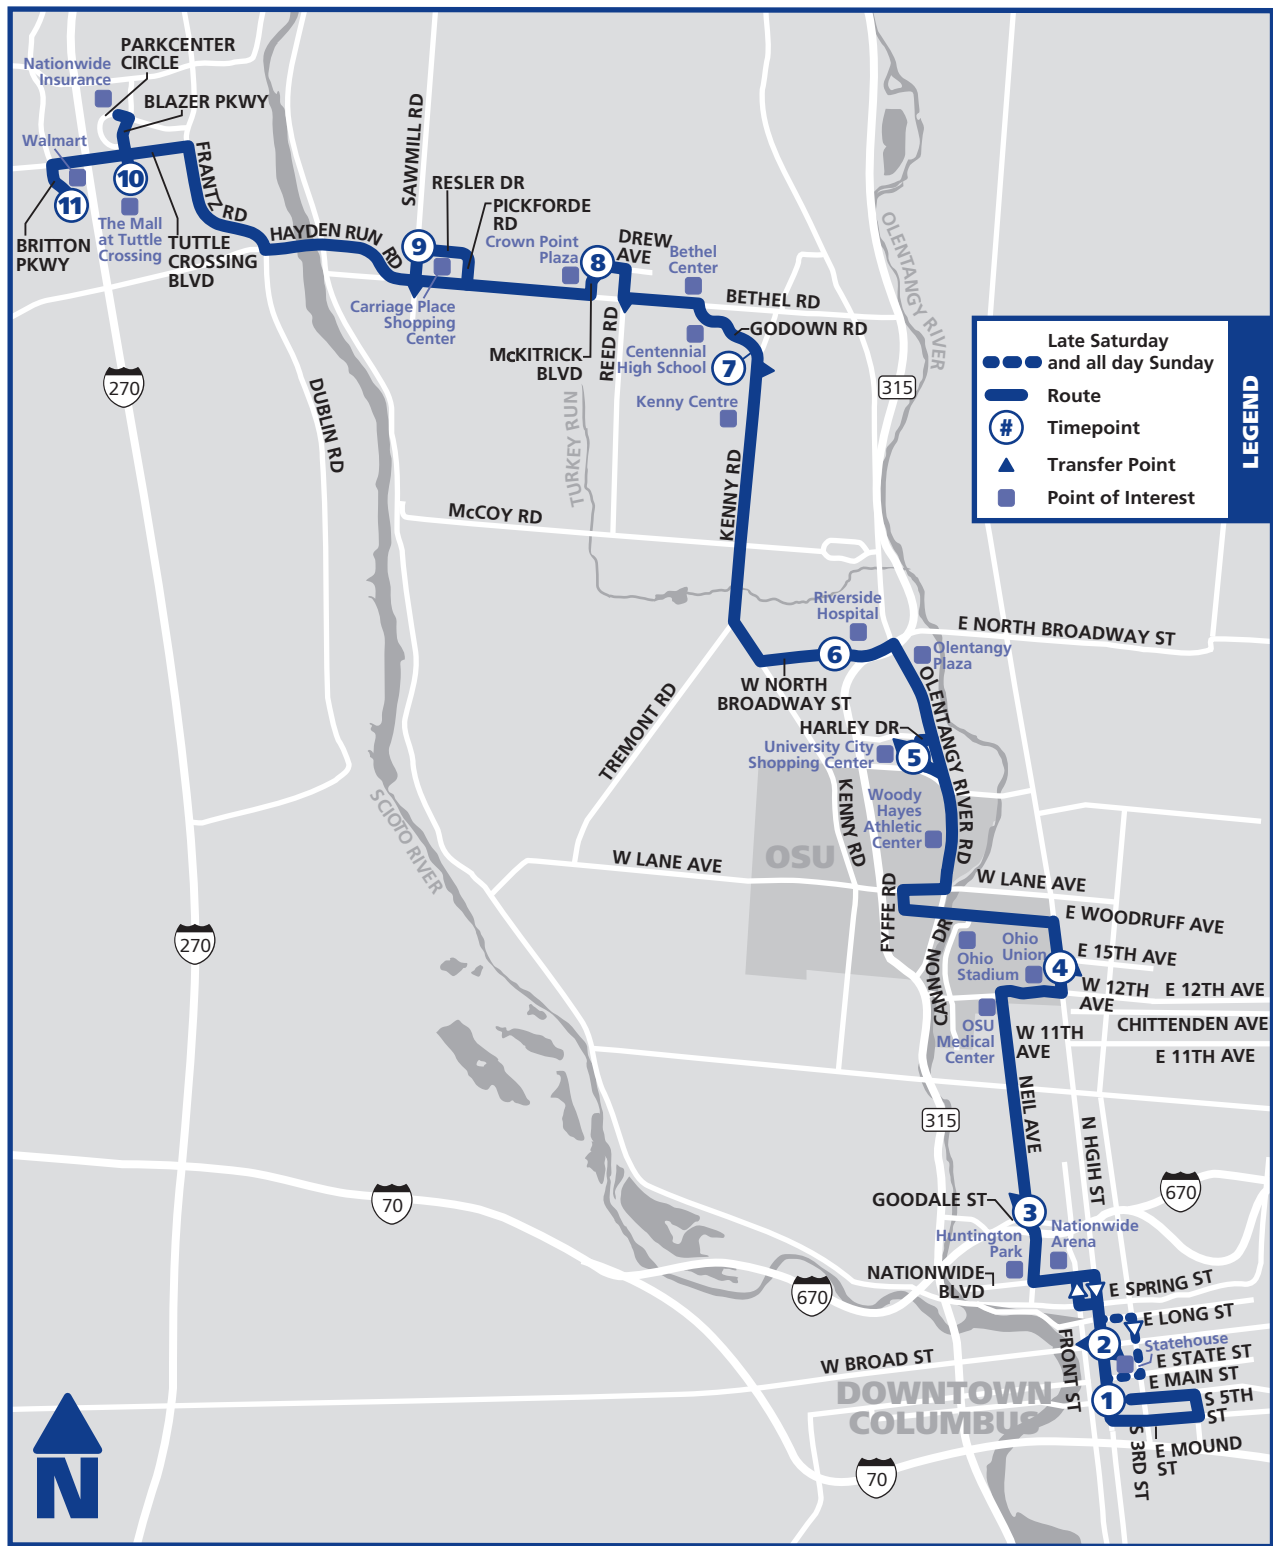 PARKCENTER
CIRCLE
Nationwide
Insurance
BLAZER PKWY
Walmart
10
11
FRANTZ RD
BRITTON
PKWY
The Mall
at Tuttle
Crossing
TUTTLE
CROSSING
BLVD
HAYDEN RUN RD
SAWMILL RD
RESLER DR
PICKFORDE
RD
9
Crown Point
Plaza
8
DREW
AVE
Bethel
Center
BETHEL RD
OLENTANGY RIVER
Carriage Place
Shopping
Center
GODOWN RD
McKITRICK
BLVD
REED RD
Centennial
High School
7
Kenny Centre
270
DUBLIN RD
TURKEY RUN
315
LEGEND
Late Saturday
and all day Sunday
Route
#
Timepoint
Transfer Point
Point of Interest
KENNY RD
McCOY RD
Riverside
Hospital
E NORTH BROADWAY ST
6
Olentangy
Plaza
W NORTH
BROADWAY ST
TREMONT RD
HARLEY DR
University City
Shopping Center
5
OLENTANGY RIVER RD
KENNY RD
Woody
Hayes
Athletic
Center
SCIOTO RIVER
OSU
W LANE AVE
W LANE AVE
FYFFE RD
E WOODRUFF AVE
CANNON DR
Ohio
Stadium
Ohio
Union
4
E 15TH AVE
W 12TH
AVE
E 12TH AVE
270
CHITTENDEN AVE
OSU
Medical
Center
W 11TH
AVE
E 11TH AVE
NEIL AVE
315
N HGIH ST
670
70
GOODALE ST
3
Huntington
Park
Nationwide
Arena
NATIONWIDE
BLVD
670
E SPRING ST
E LONG ST
2
Statehouse
FRONT ST
E STATE ST
W BROAD ST
E MAIN ST
DOWNTOWN
COLUMBUS
1
S 5TH
ST
S 3RD ST
E MOUND
ST
70
N